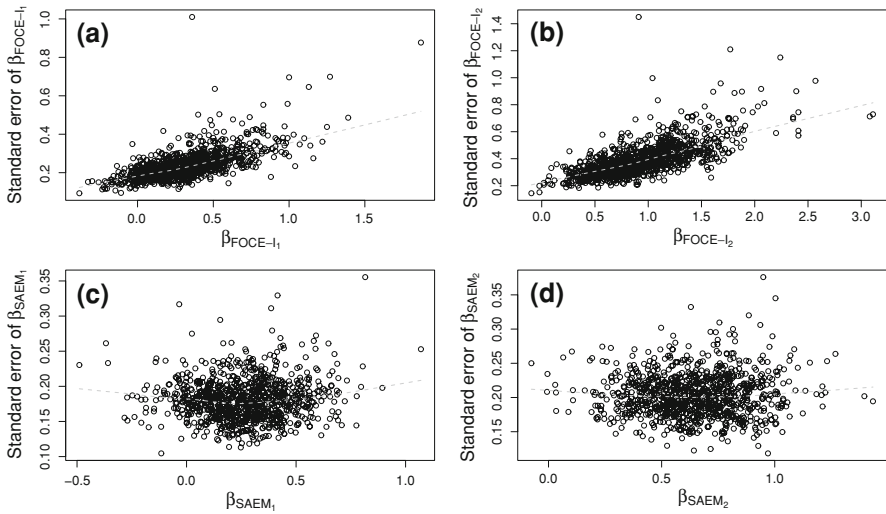 (a)
Standard error of βFOCE−I1
0.2 0.4 0.6 0.8 1.0
0.0 0.5 1.0 1.5
βFOCE−I1
(b)
Standard error of βFOCE−I2
0.2 0.4 0.6 0.8 1.0 1.2 1.4
0.0 0.5 1.0 1.5 2.0 2.5 3.0
βFOCE−I2
(c)
Standard error of βSAEM1
0.10 0.15 0.20 0.25 0.30 0.35
−0.5 0.0 0.5 1.0
βSAEM1
(d)
Standard error of βSAEM2
0.15 0.20 0.25 0.30 0.35
0.0 0.5 1.0
βSAEM2